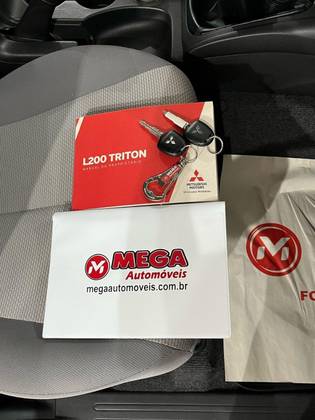 L200 TRITON
MANUAL DO PROPRIETÁRIO
MITSUBISHI
MOTORS
MEGA
Automóveis
megaautomoveis.com.br
FO